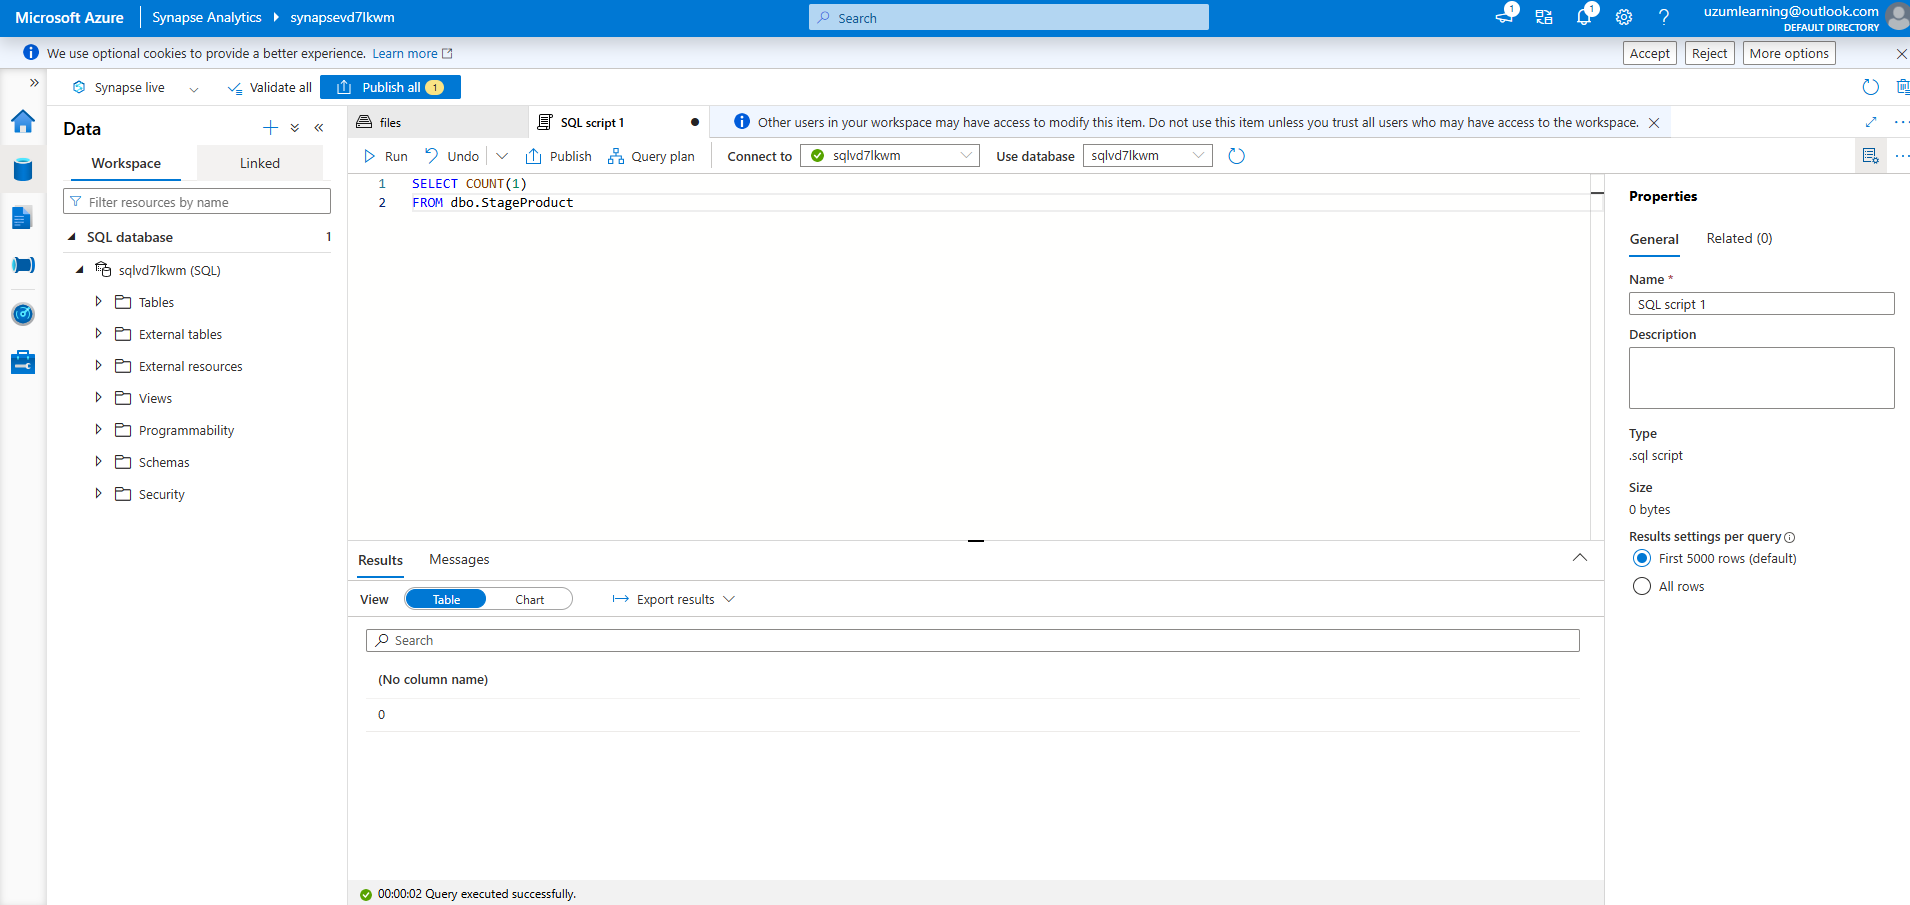 Microsoft Azure
Synapse Analytics
synapsevd7lkwm
Search
1
1
uzumlearning@outlook.com
DEFAULT DIRECTORY
We use optional cookies to provide a better experience. Learn more
Accept
Reject
More options
Synapse live
Validate all
Publish all 1
Data
Workspace
Linked
Filter resources by name
SQL database 1
sqlvd7lkwm (SQL)
Tables
External tables
External resources
Views
Programmability
Schemas
Security
files
SQL script 1
Other users in your workspace may have access to modify this item. Do not use this item unless you trust all users who may have access to the workspace.
Run
Undo
Publish
Query plan
Connect to
sqlvd7lkwm
Use database
sqlvd7lkwm
1 SELECT COUNT(1)
2 FROM dbo.StageProduct
Results
Messages
View
Table
Chart
Export results
Search
(No column name)
0
00:00:02 Query executed successfully.
Properties
General
Related (0)
Name *
SQL script 1
Description
Type
.sql script
Size
0 bytes
Results settings per query
First 5000 rows (default)
All rows